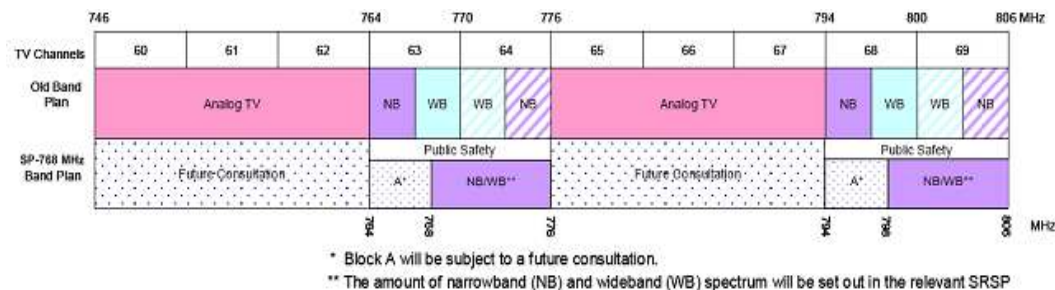 746 764 770 776 794 800 806 MHz
TV Channels 60 61 62 63 64 65 66 67 68 69
Old Band Plan Analog TV NB WB WB NB Analog TV NB WB WB NB
Public Safety Public Safety
SP-768 MHz Band Plan Future Consultation A* NB/WB** Future Consultation A* NB/WB**
764 768 776 794 798 806 MHz
* Block A will be subject to a future consultation.
** The amount of narrowband (NB) and wideband (WB) spectrum will be set out in the relevant SRSP